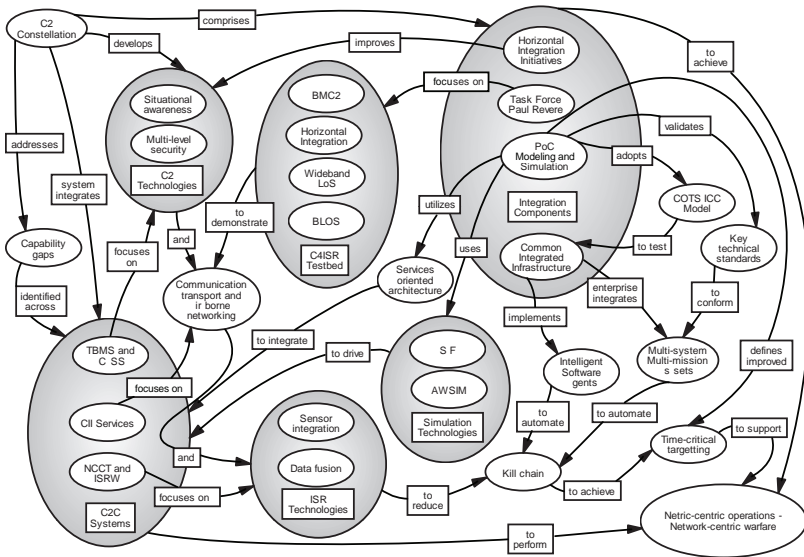 C2
Constellation
comprises
develops
improves
Horizontal
Integration
Initiatives
to
achieve
Situational
awareness
Multi-level
security
C2
Technologies
BMC2
Horizontal
Integration
Wideband
LoS
BLOS
C4ISR
Testbed
focuses on
Task Force
Paul Revere
PoC
Modeling and
Simulation
Integration
Components
Common
Integrated
Infrastructure
validates
adopts
COTS ICC
Model
to test
Key
technical
standards
addresses
system
integrates
and
to
demonstrate
utilizes
uses
Capability
gaps
focuses
on
Communication
transport and
ir borne
networking
Services
oriented
architecture
enterprise
integrates
to
conform
identified
across
to integrate
implements
TBMS and
C SS
to drive
S F
Intelligent
Software
gents
Multi-system
Multi-mission
s sets
defines
improved
focuses on
AWSIM
CII Services
Sensor
integration
Simulation
Technologies
to
automate
to automate
Time-critical
targetting
to support
and
NCCT and
ISRW
focuses on
Data fusion
Kill chain
ISR
Technologies
to
reduce
to achieve
C2C
Systems
to
perform
Netric-centric operations -
Network-centric warfare